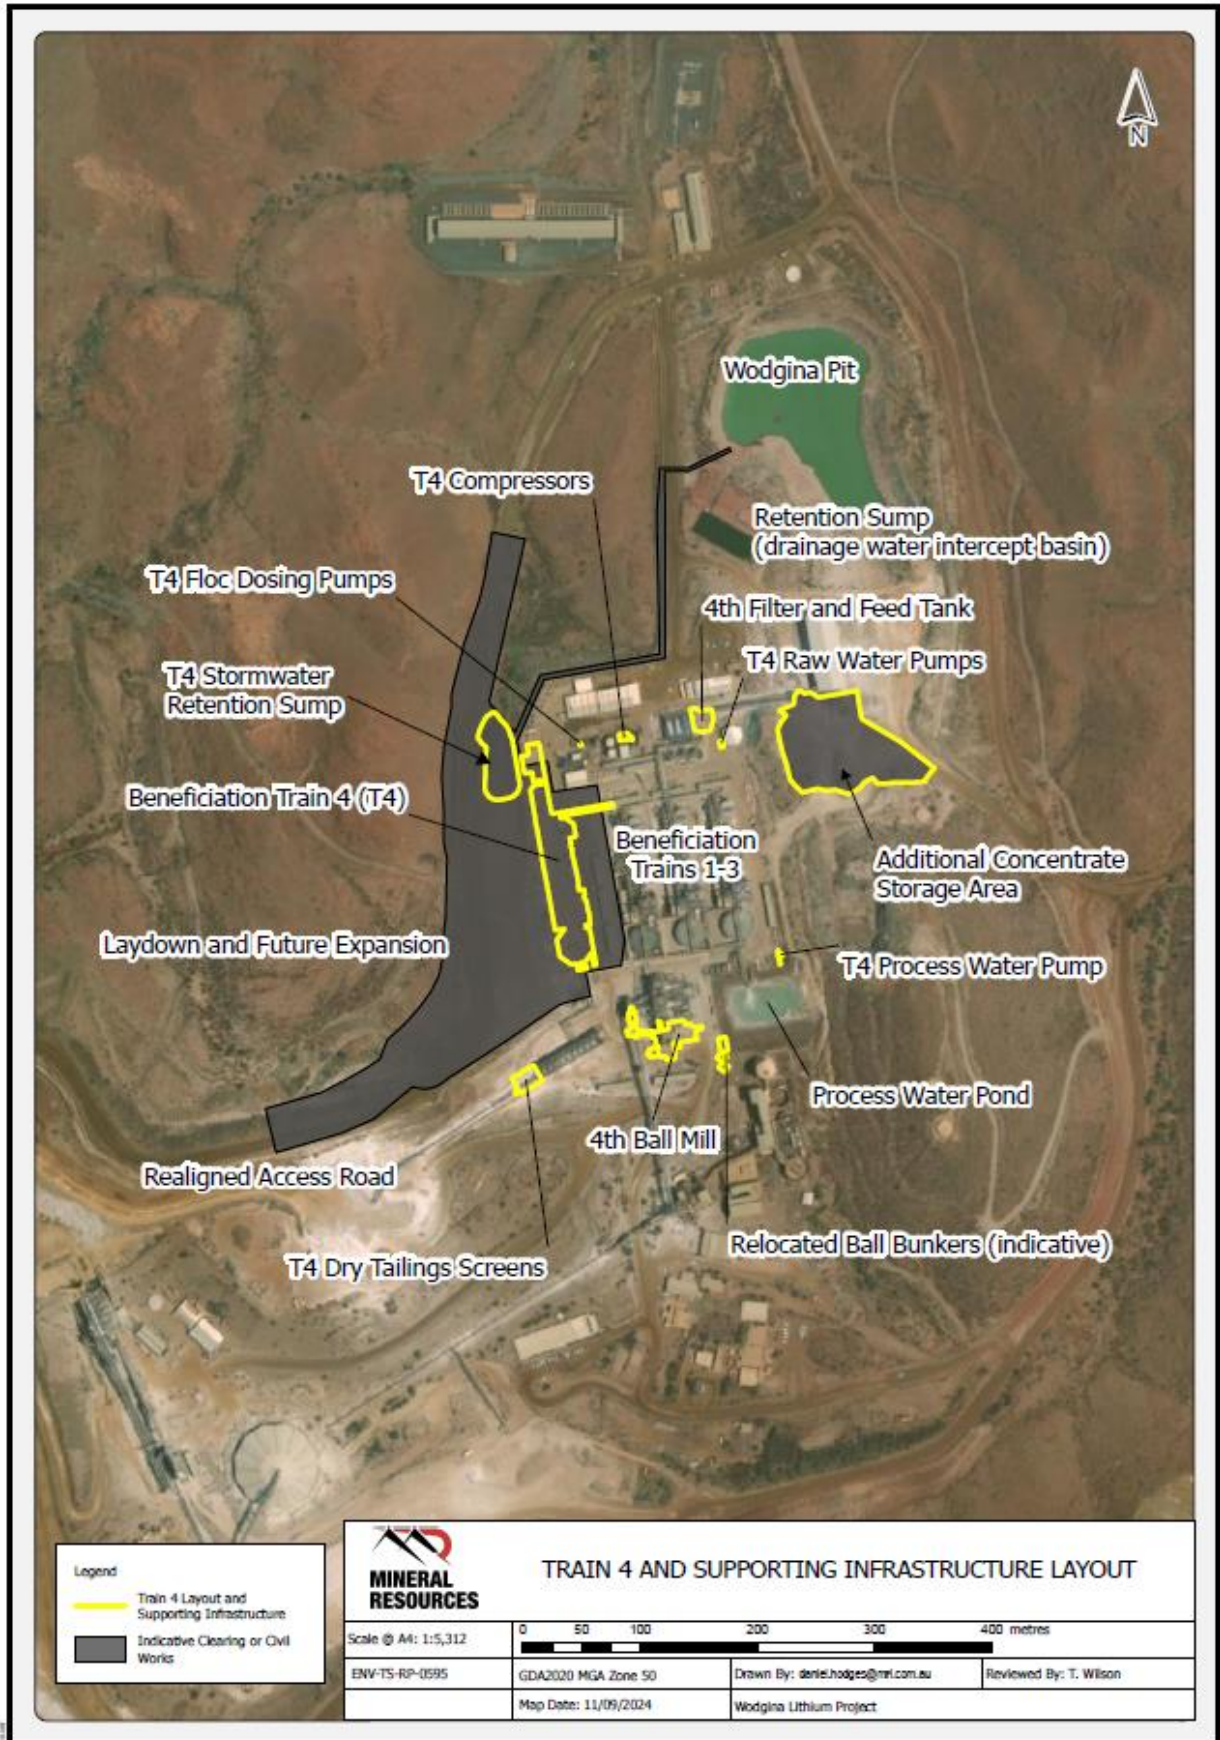 N
Wodgina Pit
T4 Compressors
Retention Sump
(drainage water intercept basin)
T4 Floc Dosing Pumps
4th Filter and Feed Tank
T4 Raw Water Pumps
T4 Stormwater
Retention Sump
Beneficiation Train 4 (T4)
Beneficiation
Trains 1-3
Additional Concentrate
Storage Area
Laydown and Future Expansion
T4 Process Water Pump
Process Water Pond
4th Ball Mill
Realigned Access Road
Relocated Ball Bunkers (indicative)
T4 Dry Tailings Screens
Legend
Train 4 Layout and
Supporting Infrastructure
Indicative Clearing or Civil
Works
MINERAL
RESOURCES
TRAIN 4 AND SUPPORTING INFRASTRUCTURE LAYOUT
Scale @ A4: 1:5,312
0 50 100 200 300 400 metres
ENV-TS-RP-0595
GDA2020 MGA Zone 50
Drawn By: daniel.hodges@mrl.com.au
Reviewed By: T. Wilson
Map Date: 11/09/2024
Wodgina Lithium Project